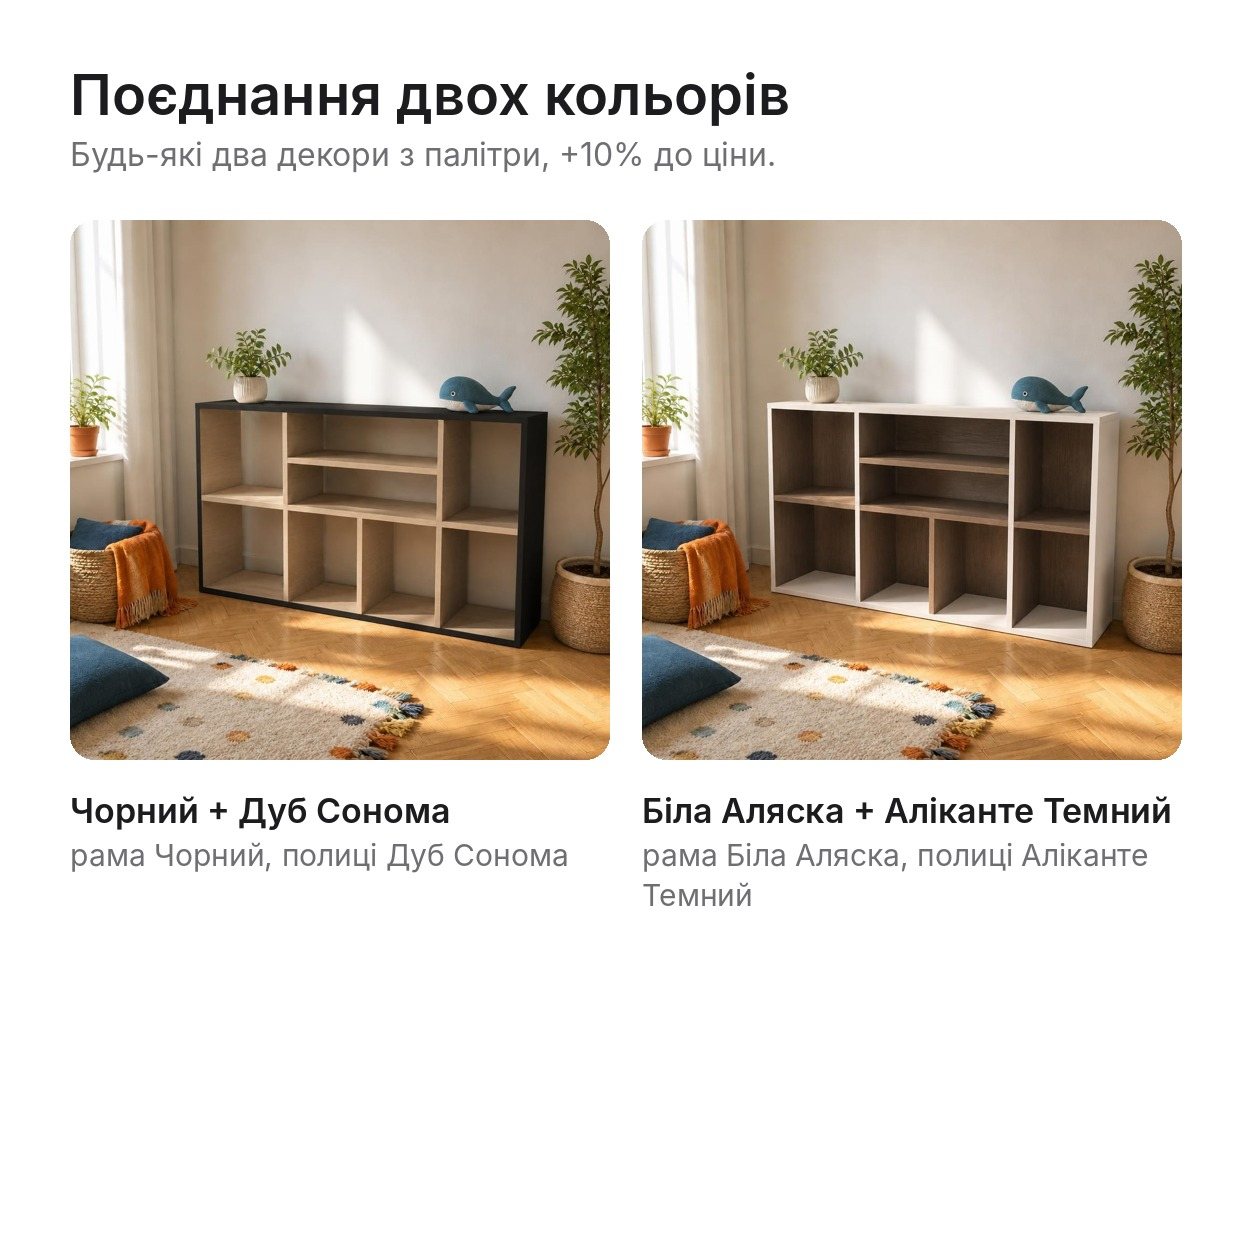 Поєднання двох кольорів
Будь-які два декори з палітри, +10% до ціни.
Чорний + Дуб Сонома
рама Чорний, полиці Дуб Сонома
Біла Аляска + Аліканте Темний
рама Біла Аляска, полиці Аліканте
Темний